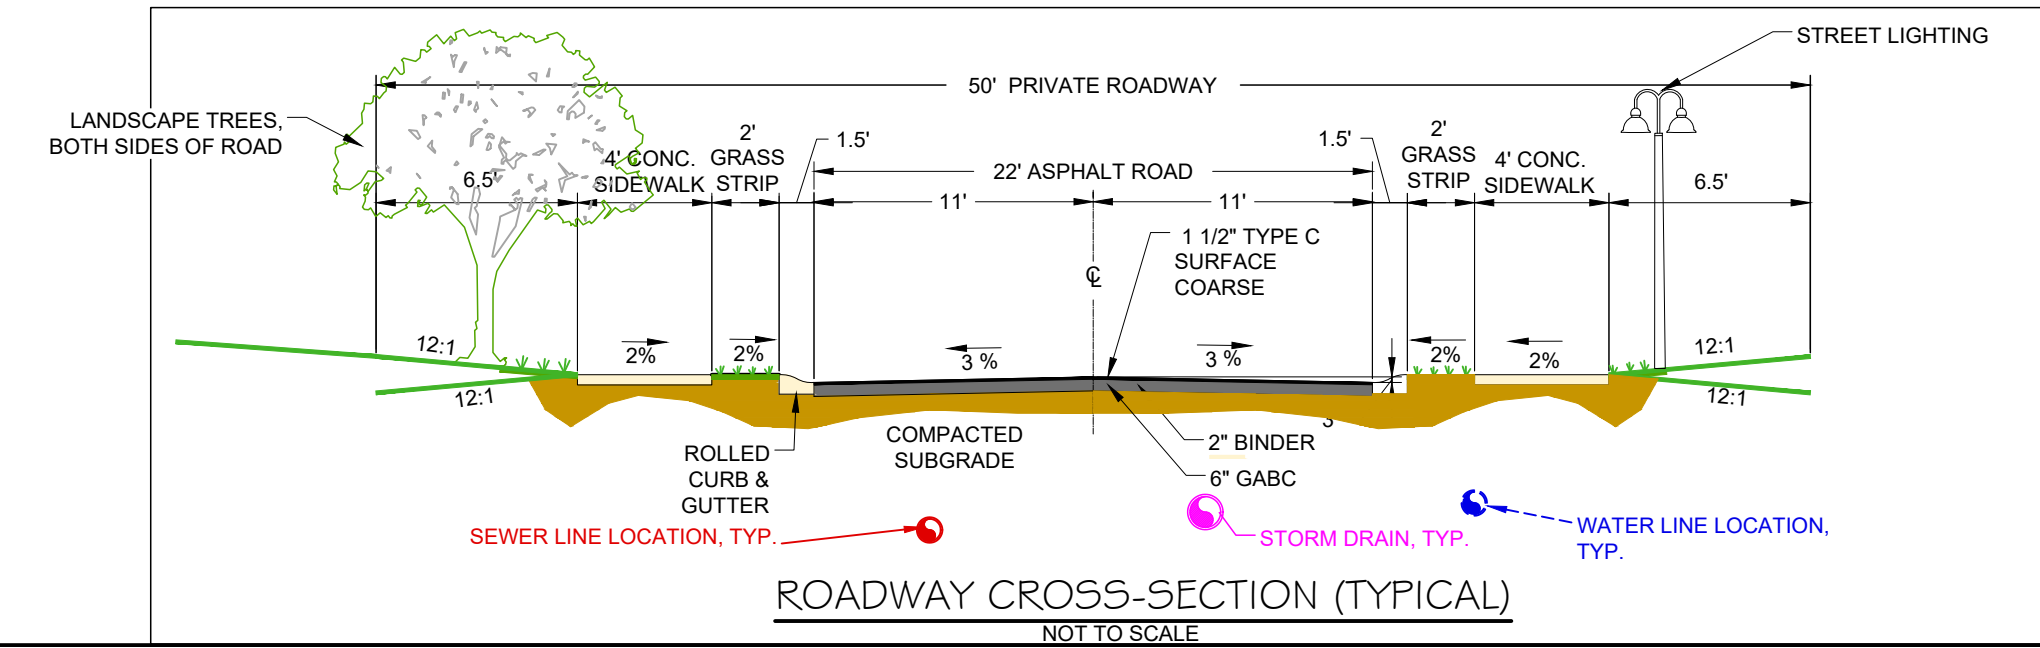 STREET LIGHTING
50' PRIVATE ROADWAY
LANDSCAPE TREES,
BOTH SIDES OF ROAD
6.5'
4' CONC.
SIDEWALK
2'
GRASS
STRIP
1.5'
22' ASPHALT ROAD
11'
11'
1.5'
2'
GRASS
STRIP
4' CONC.
SIDEWALK
6.5'
1 1/2" TYPE C
SURFACE
COARSE
℄
12:1
2%
2%
3 %
3 %
2%
2%
12:1
12:1
12:1
ROLLED
CURB &
GUTTER
COMPACTED
SUBGRADE
3
2" BINDER
6" GABC
SEWER LINE LOCATION, TYP.
STORM DRAIN, TYP.
WATER LINE LOCATION,
TYP.
ROADWAY CROSS-SECTION (TYPICAL)
NOT TO SCALE